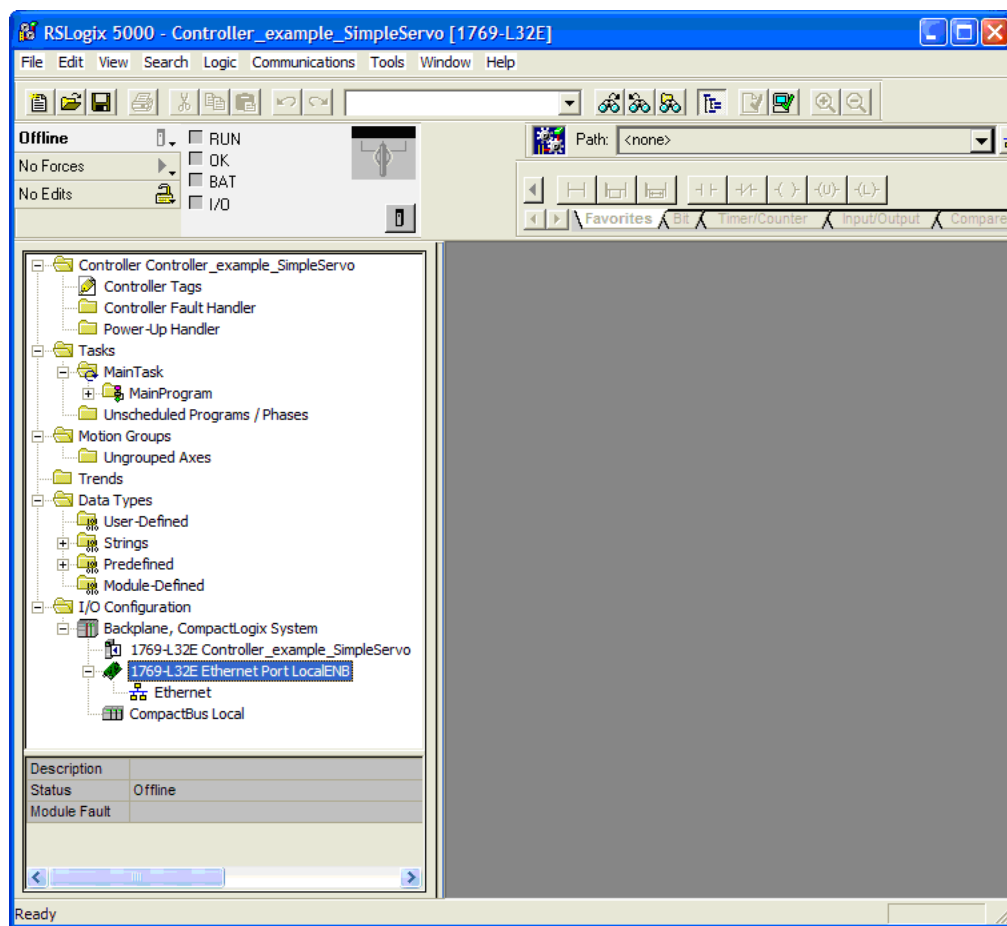 RSLogix 5000 - Controller_example_SimpleServo [1769-L32E]
File Edit View Search Logic Communications Tools Window Help
Offline
RUN
No Forces
OK
No Edits
BAT
I/O
Path: <none>
Favorites Bit Timer/Counter Input/Output Compare
Controller Controller_example_SimpleServo
Controller Tags
Controller Fault Handler
Power-Up Handler
Tasks
MainTask
MainProgram
Unscheduled Programs / Phases
Motion Groups
Ungrouped Axes
Trends
Data Types
User-Defined
Strings
Predefined
Module-Defined
I/O Configuration
Backplane, CompactLogix System
1769-L32E Controller_example_SimpleServo
1769-L32E Ethernet Port LocalENB
Ethernet
CompactBus Local
Description
Status Offline
Module Fault
Ready